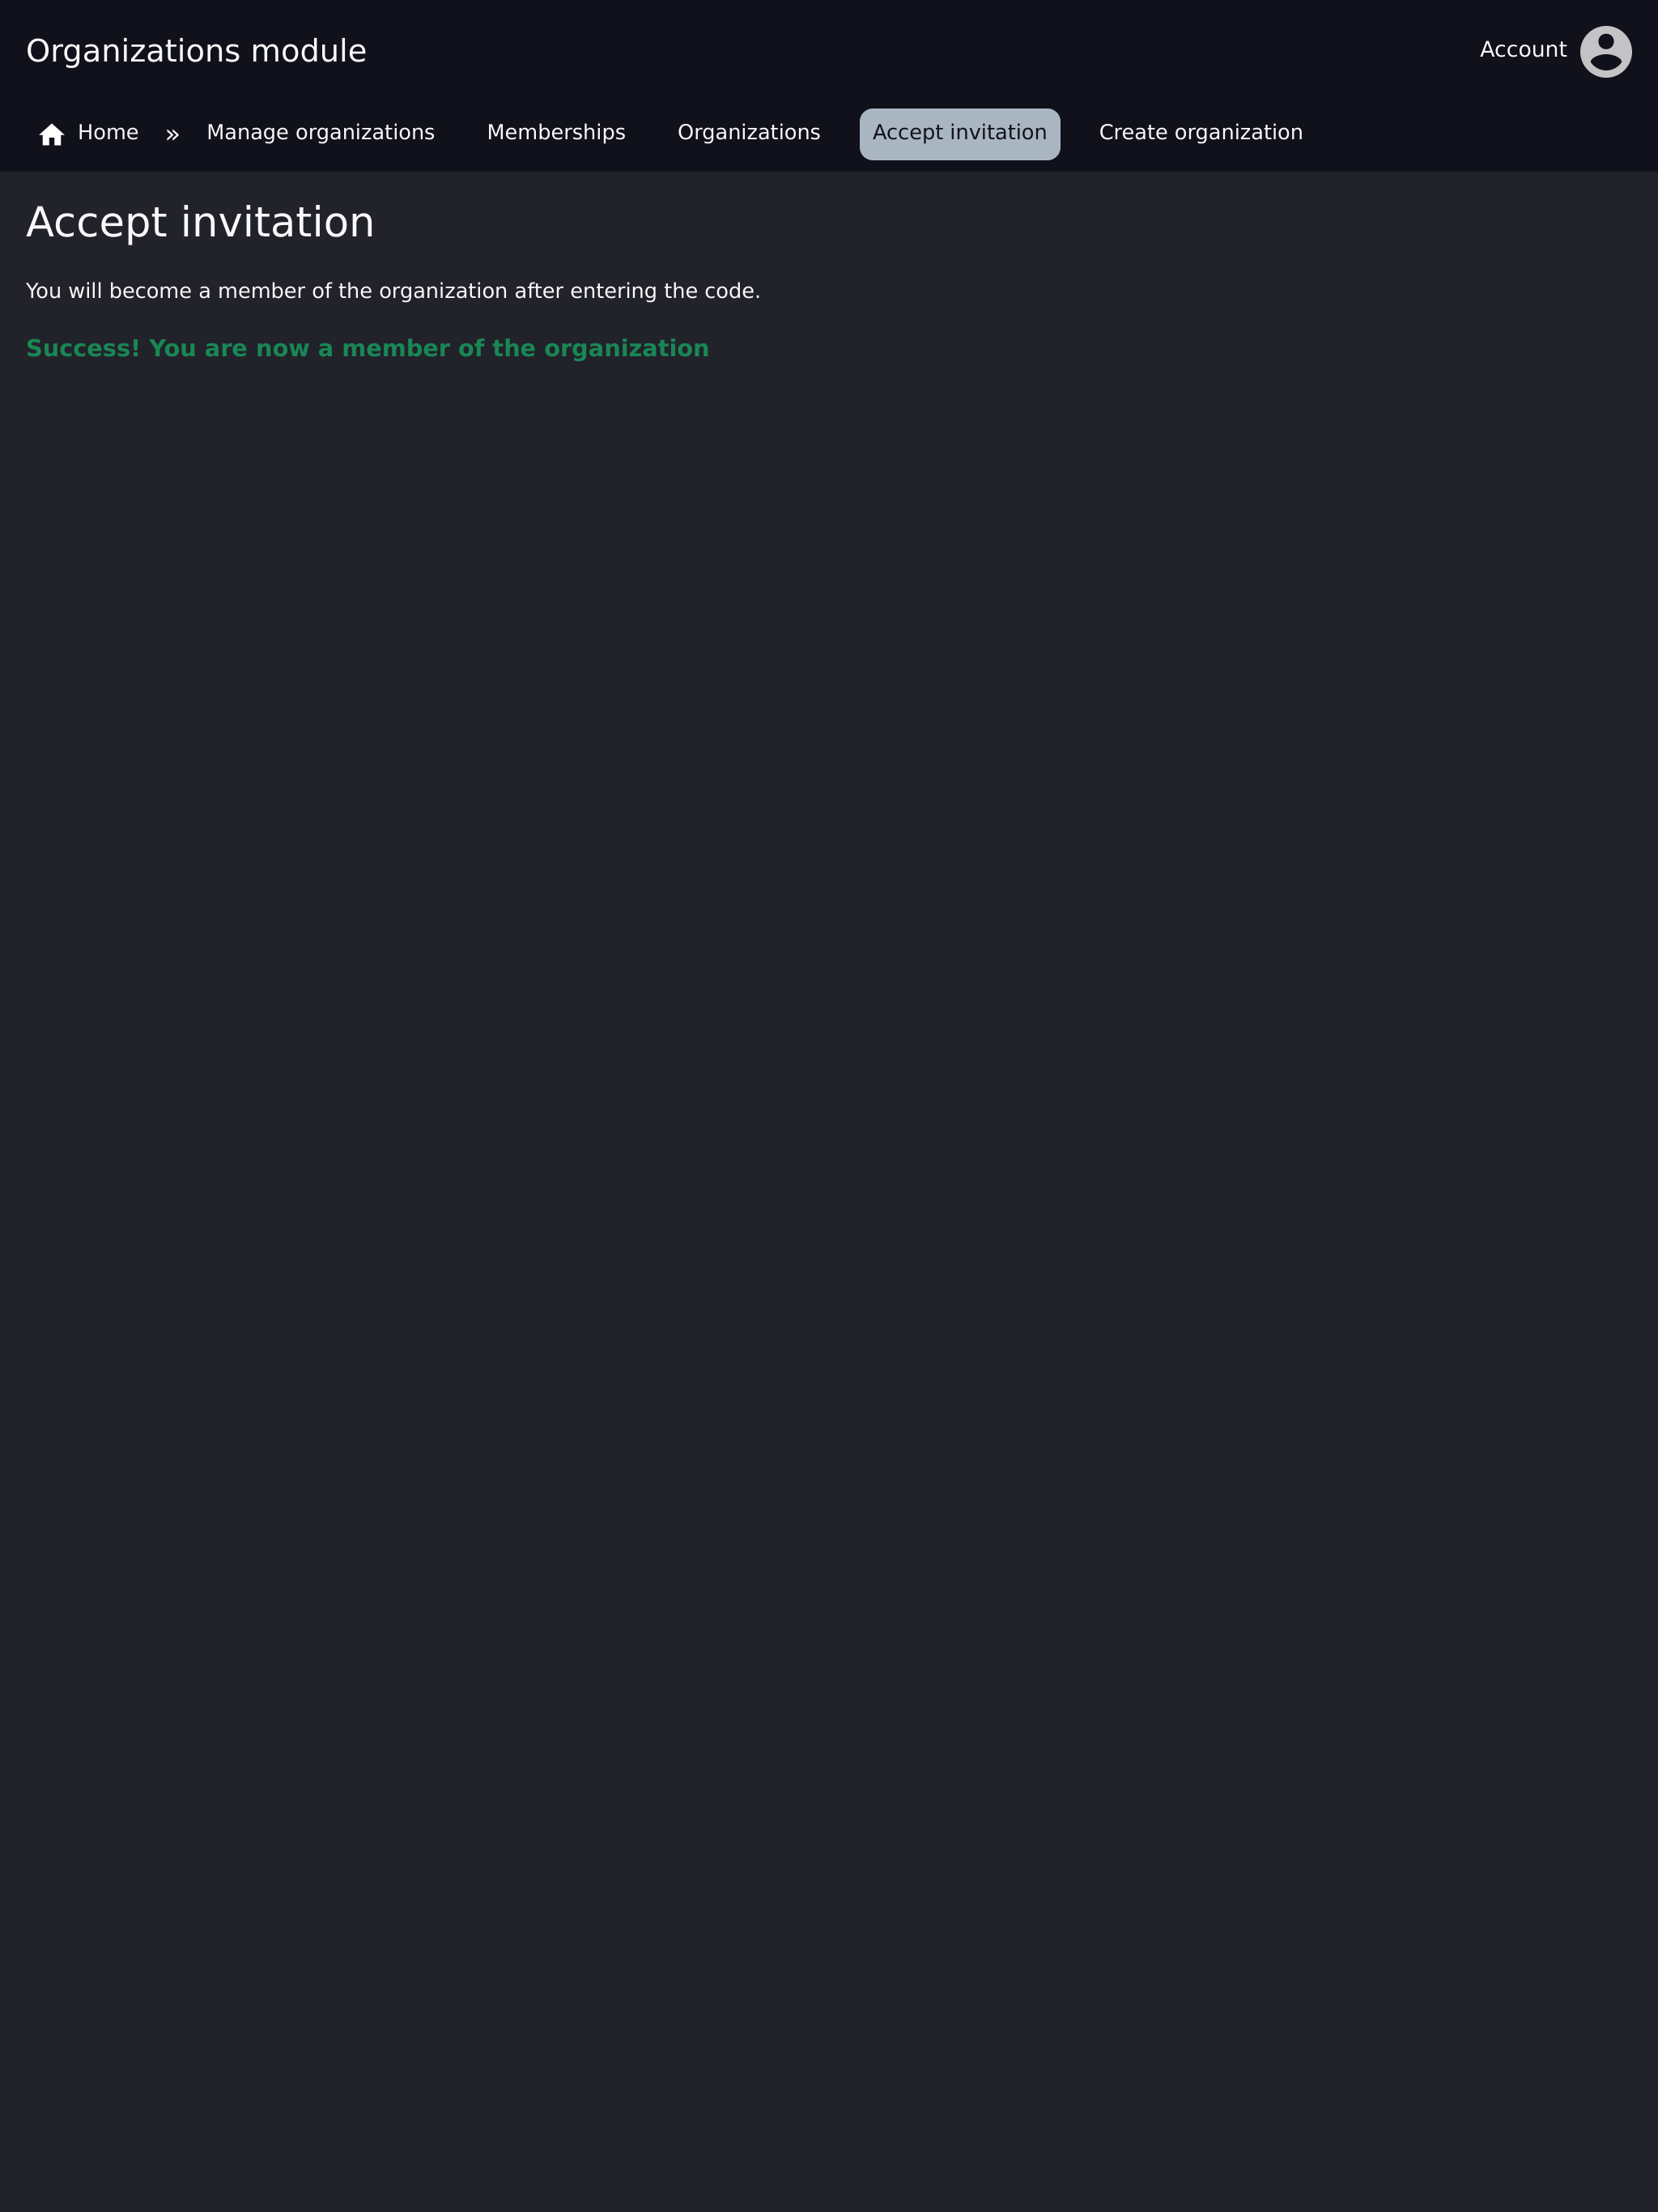 Organizations module
Account
Home » Manage organizations Memberships Organizations Accept invitation Create organization
Accept invitation
You will become a member of the organization after entering the code.
Success! You are now a member of the organization